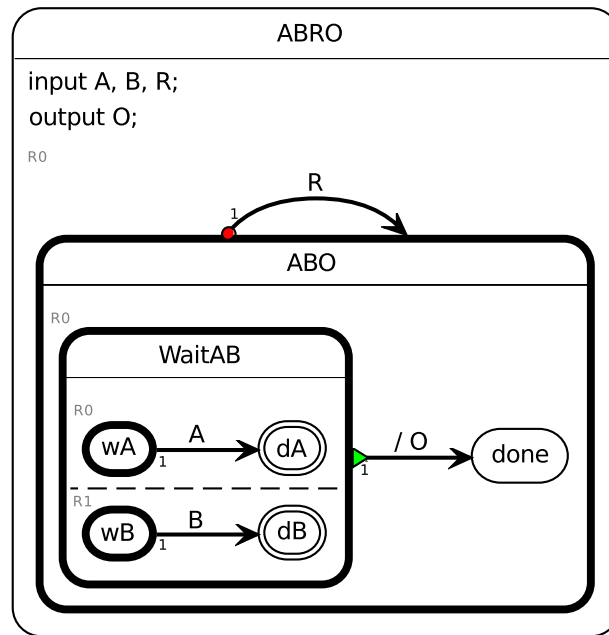 ABRO
input A, B, R;
output O;
R0
R
1
ABO
R0
WaitAB
R0
wA
A
1
dA
/ O
1
done
R1
wB
B
1
dB